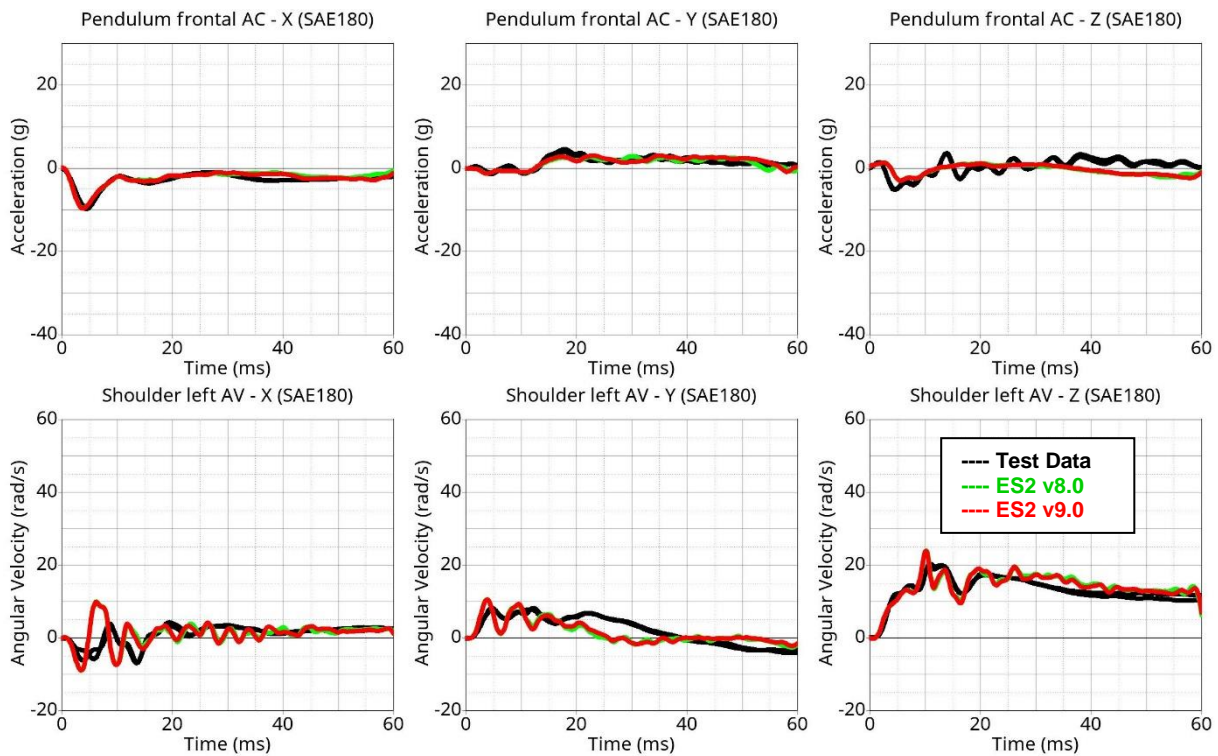 Pendulum frontal AC - X (SAE180)
Acceleration (g)
20
0
-20
-40
0
20
40
60
Time (ms)
Pendulum frontal AC - Y (SAE180)
Acceleration (g)
20
0
-20
-40
0
20
40
60
Time (ms)
Pendulum frontal AC - Z (SAE180)
Acceleration (g)
20
0
-20
-40
0
20
40
60
Time (ms)
Shoulder left AV - X (SAE180)
Angular Velocity (rad/s)
60
40
20
0
-20
0
20
40
60
Time (ms)
Shoulder left AV - Y (SAE180)
Angular Velocity (rad/s)
60
40
20
0
-20
0
20
40
60
Time (ms)
Shoulder left AV - Z (SAE180)
Angular Velocity (rad/s)
60
40
20
0
-20
0
20
40
60
Time (ms)
---- Test Data
---- ES2 v8.0
---- ES2 v9.0